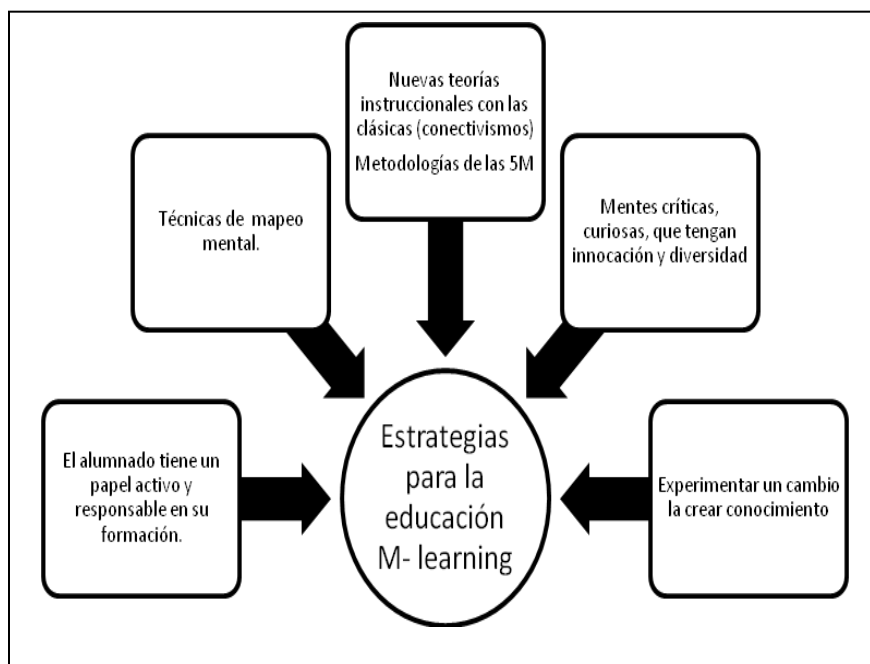 Nuevas teorías
instruccionales con las
clásicas (conectivismos)
Metodologías de las 5M
Técnicas de mapeo
mental.
Mentes críticas,
curiosas, que tengan
innocación y diversidad
El alumnado tiene un
papel activo y
responsable en su
formación.
Experimentar un cambio
la crear conocimiento
Estrategias
para la
educación
M- learning